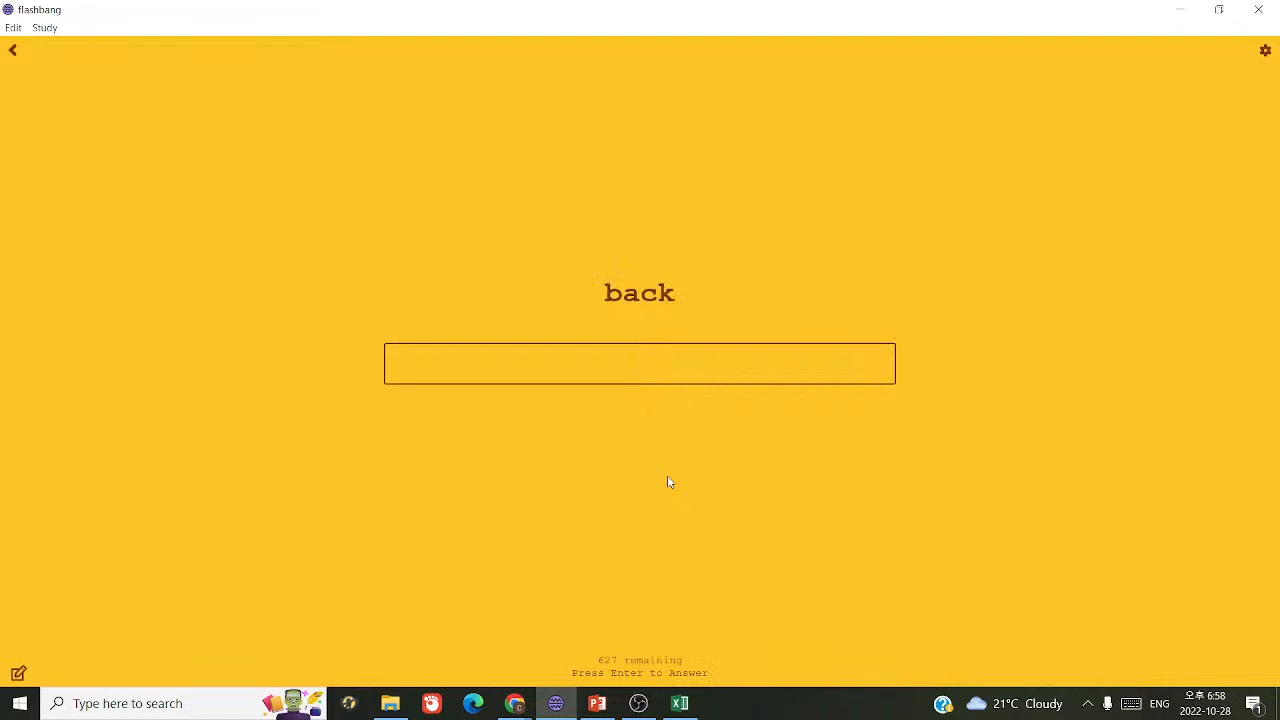 flashbang
Edit Study
back
627 remaining
Press Enter to Answer
Type here to search
21°C Cloudy
ENG
오후 6:58
2022-10-28
1